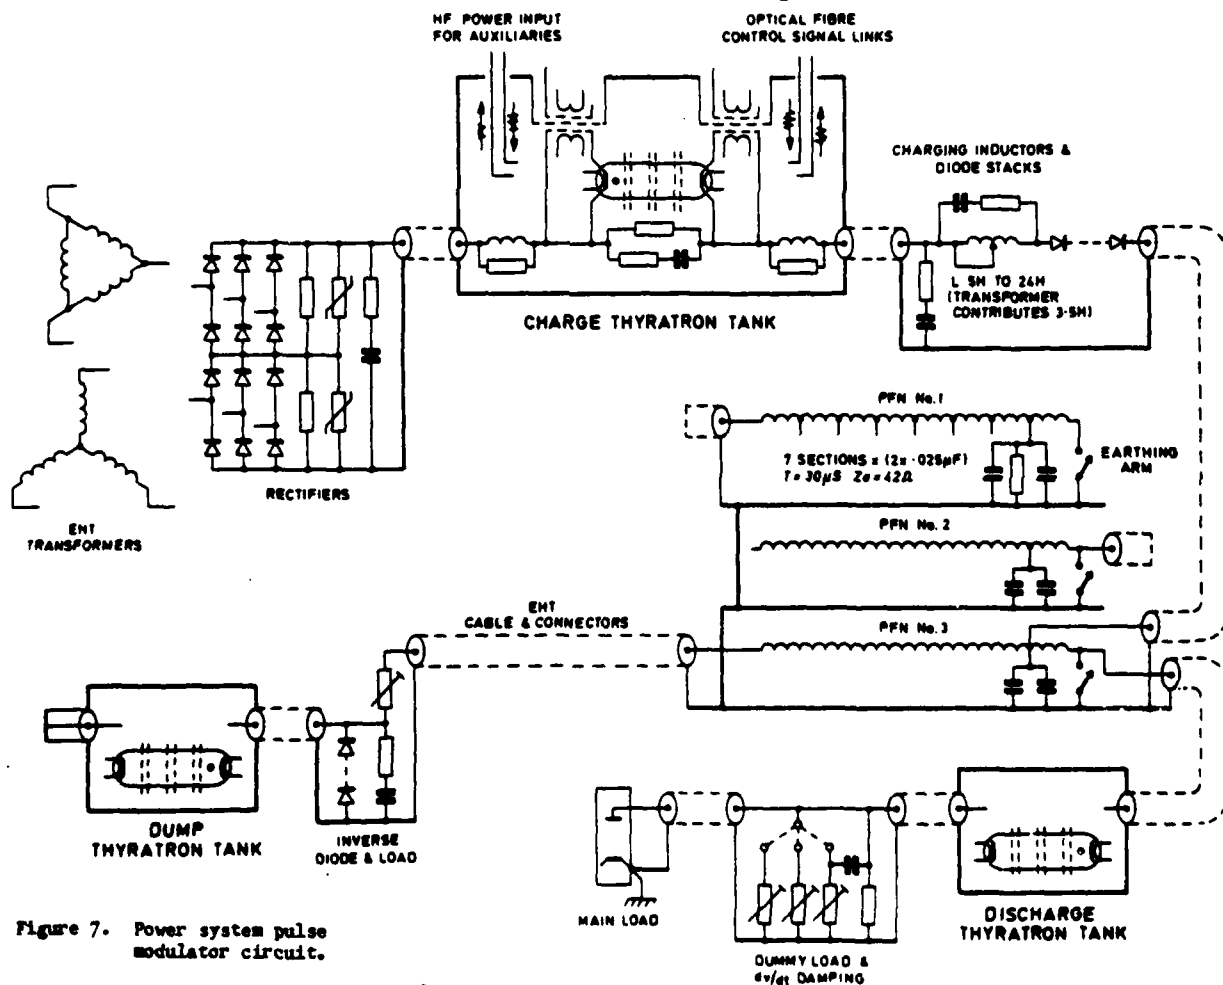 HF POWER INPUT
FOR AUXILIARIES
OPTICAL FIBRE
CONTROL SIGNAL LINKS
CHARGING INDUCTORS &
DIODE STACKS
L 5H TO 24H
(TRANSFORMER
CONTRIBUTES 3·5H)
CHARGE THYRATRON TANK
RECTIFIERS
EHT
TRANSFORMERS
PFN No.1
7 SECTIONS × (2× ·025µF)
T = 30µS Zo = 42Ω
EARTHING
ARM
PFN No. 2
EHT
CABLE & CONNECTORS
PFN No. 3
DUMP
THYRATRON TANK
INVERSE
DIODE & LOAD
MAIN LOAD
DUMMY LOAD &
dv/dt DAMPING
DISCHARGE
THYRATRON TANK
Figure 7. Power system pulse
modulator circuit.